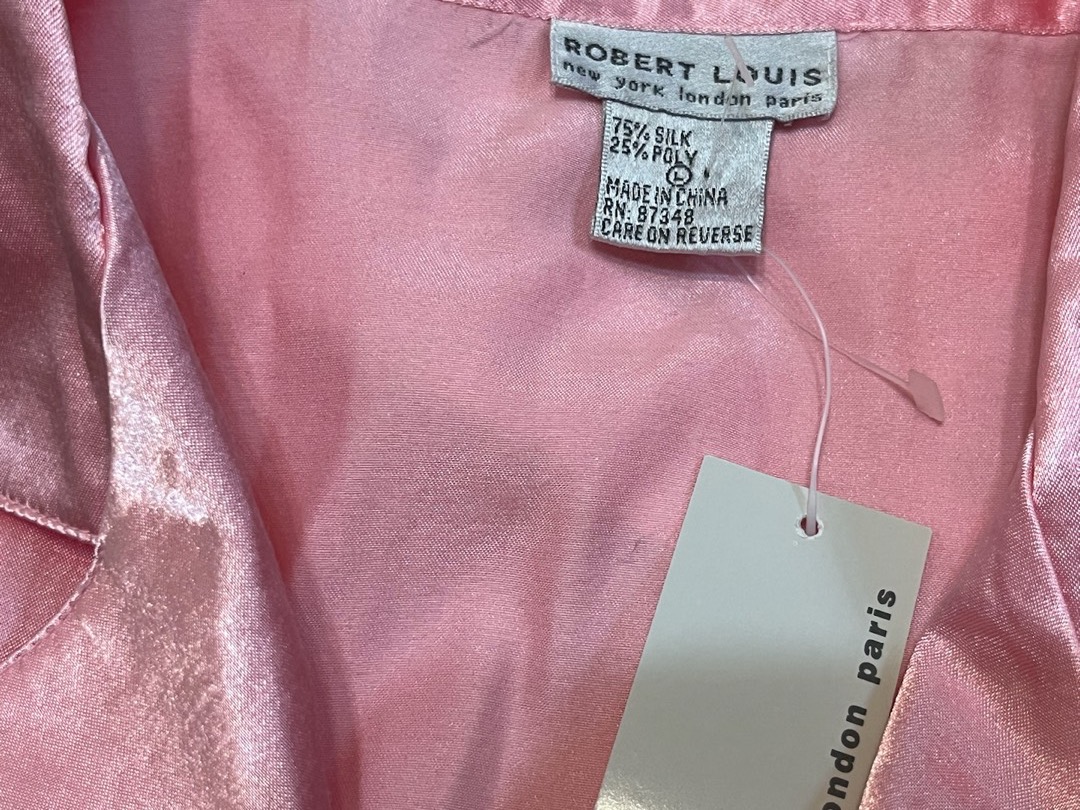 ROBERT LOUIS
new york london paris
75% SILK
25% POLY
L
MADE IN CHINA
RN: 87348
CARE ON REVERSE
ondon paris